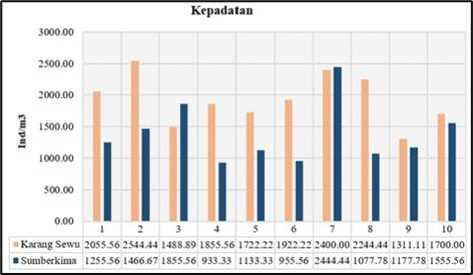 Kepadatan
3000.00
2500.00
2000.00
1500.00
1000.00
500.00
0.00
Ind/m3
1 2 3 4 5 6 7 8 9 10
Karang Sewu 2055.56 2544.44 1488.89 1855.56 1722.22 1922.22 2400.00 2244.44 1311.11 1700.00
Sumberkima 1255.56 1466.67 1855.56 933.33 1133.33 955.56 2444.44 1077.78 1177.78 1555.56